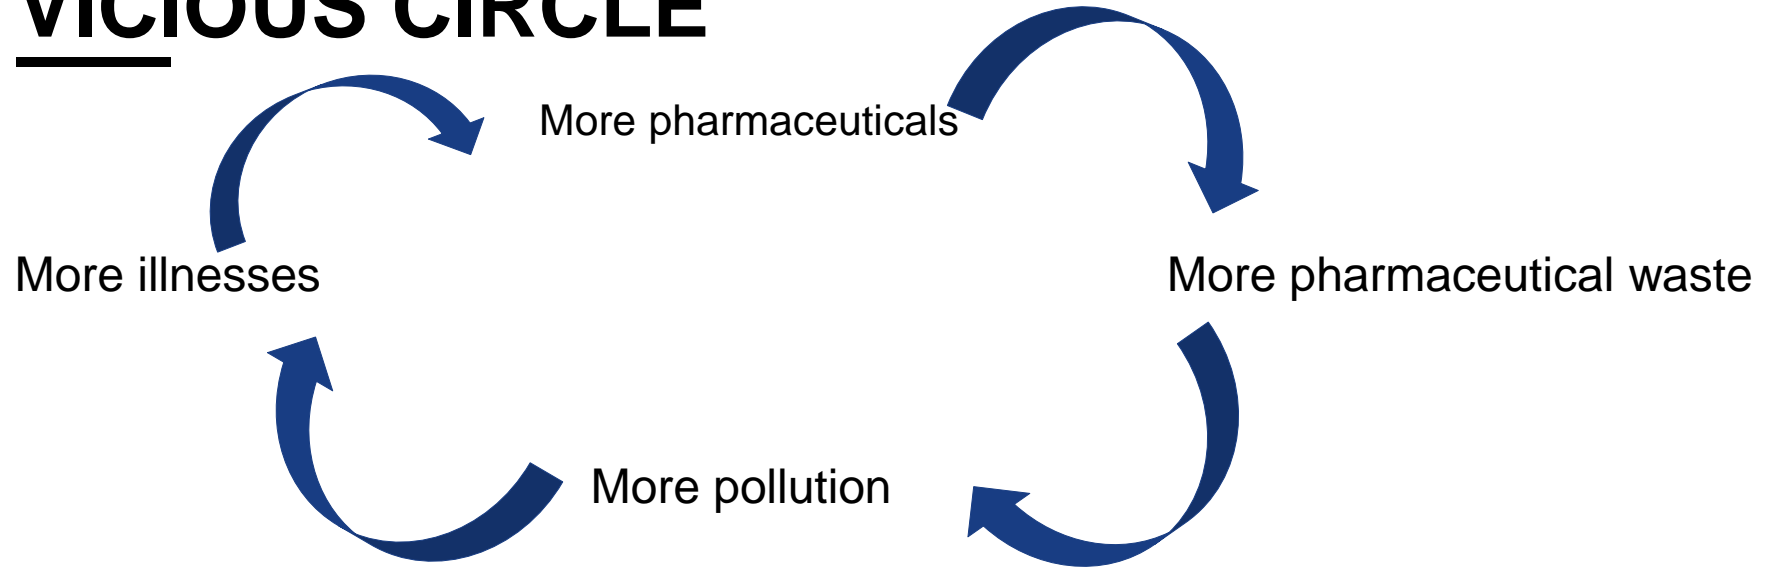 VICIOUS CIRCLE
More pharmaceuticals
More illnesses
More pharmaceutical waste
More pollution